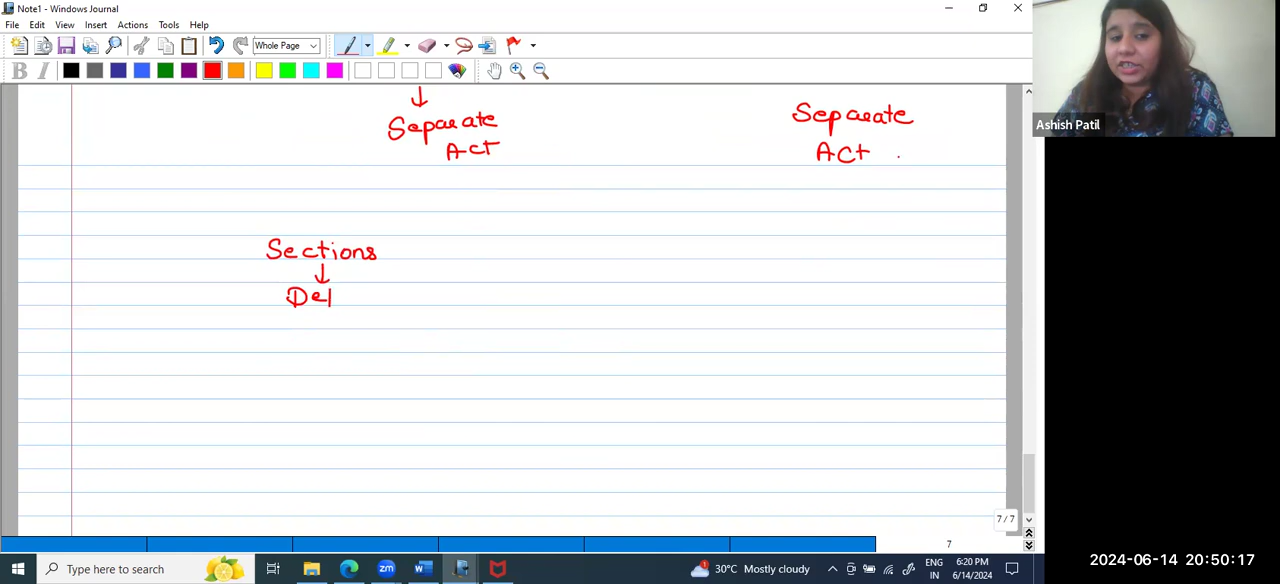 Note1 - Windows Journal
File Edit View Insert Actions Tools Help
Whole Page
B I
Separate
Act
Separate
Act
Sections
Del
Ashish Patil
7 / 7
7
Type here to search
30°C Mostly cloudy
ENG
IN
6:20 PM
6/14/2024
2024-06-14 20:50:17